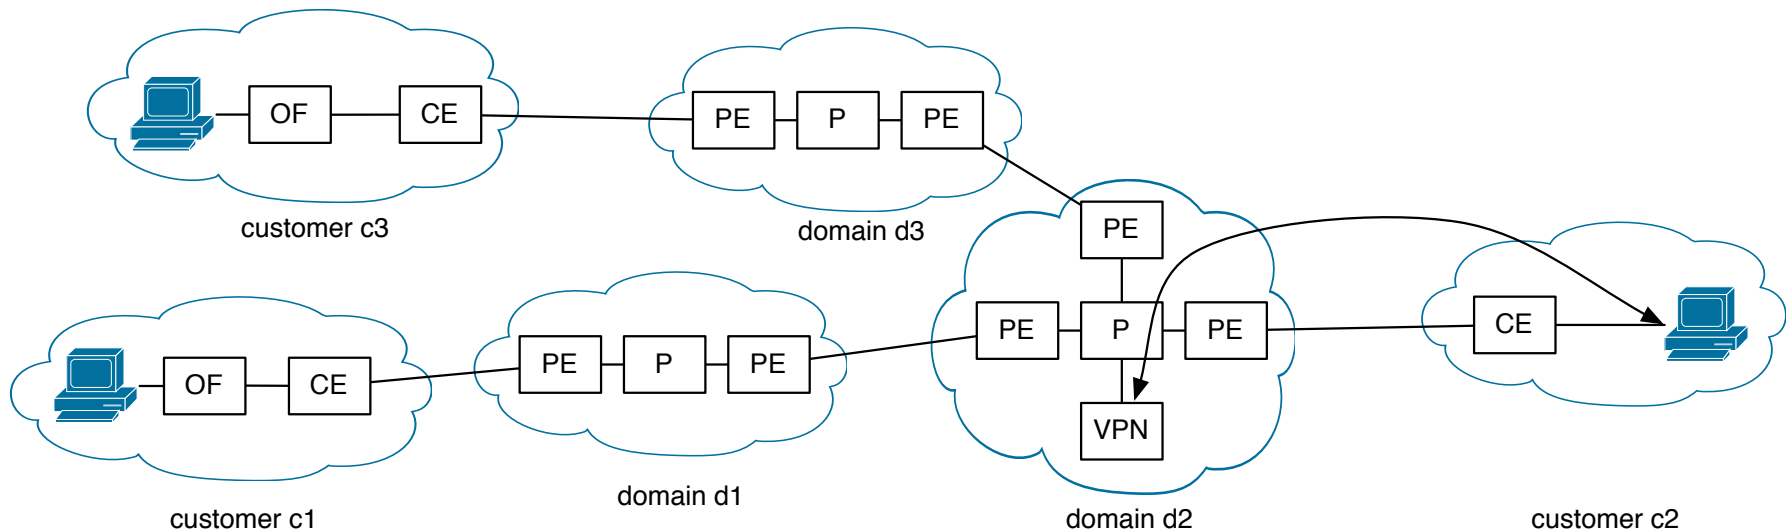 OF
CE
PE
P
PE
customer c3
domain d3
PE
PE
P
PE
CE
OF
CE
PE
P
PE
VPN
domain d1
customer c1
domain d2
customer c2